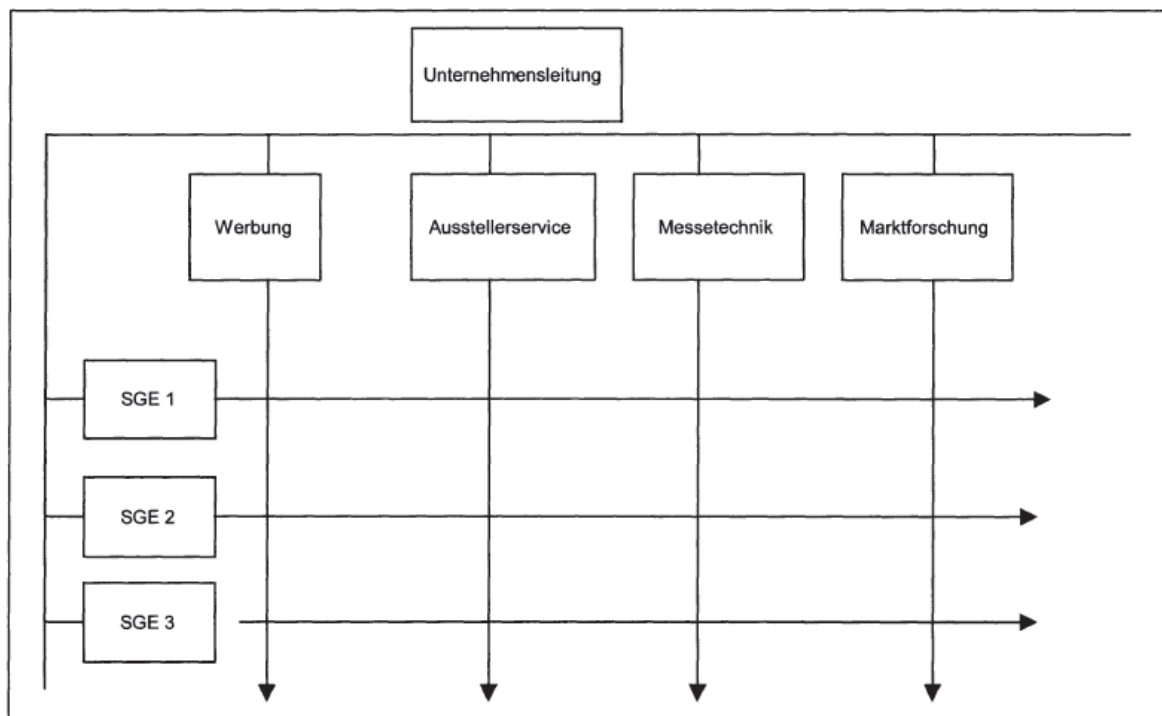 Unternehmensleitung
Werbung
Ausstellerservice
Messetechnik
Marktforschung
SGE 1
SGE 2
SGE 3